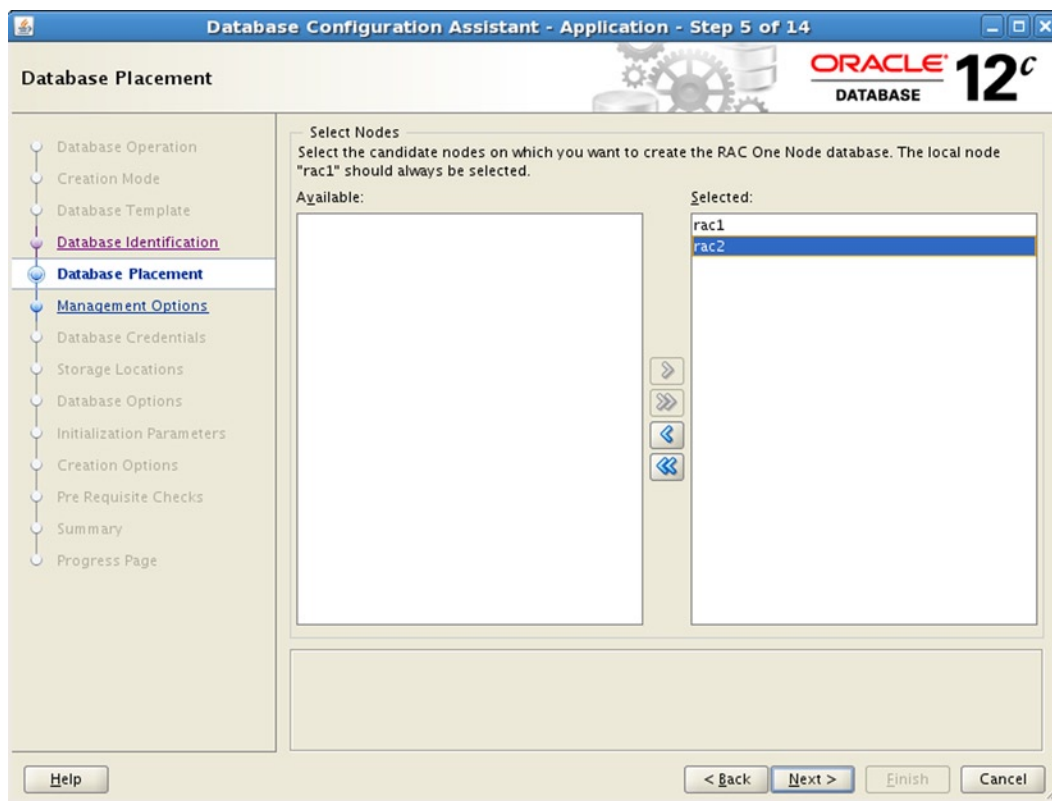 Database Configuration Assistant - Application - Step 5 of 14
Database Placement
ORACLE
DATABASE
12c
Database Operation
Creation Mode
Database Template
Database Identification
Database Placement
Management Options
Database Credentials
Storage Locations
Database Options
Initialization Parameters
Creation Options
Pre Requisite Checks
Summary
Progress Page
Select Nodes
Select the candidate nodes on which you want to create the RAC One Node database. The local node
"rac1" should always be selected.
Available:
Selected:
rac1
rac2
Help
< Back
Next >
Finish
Cancel